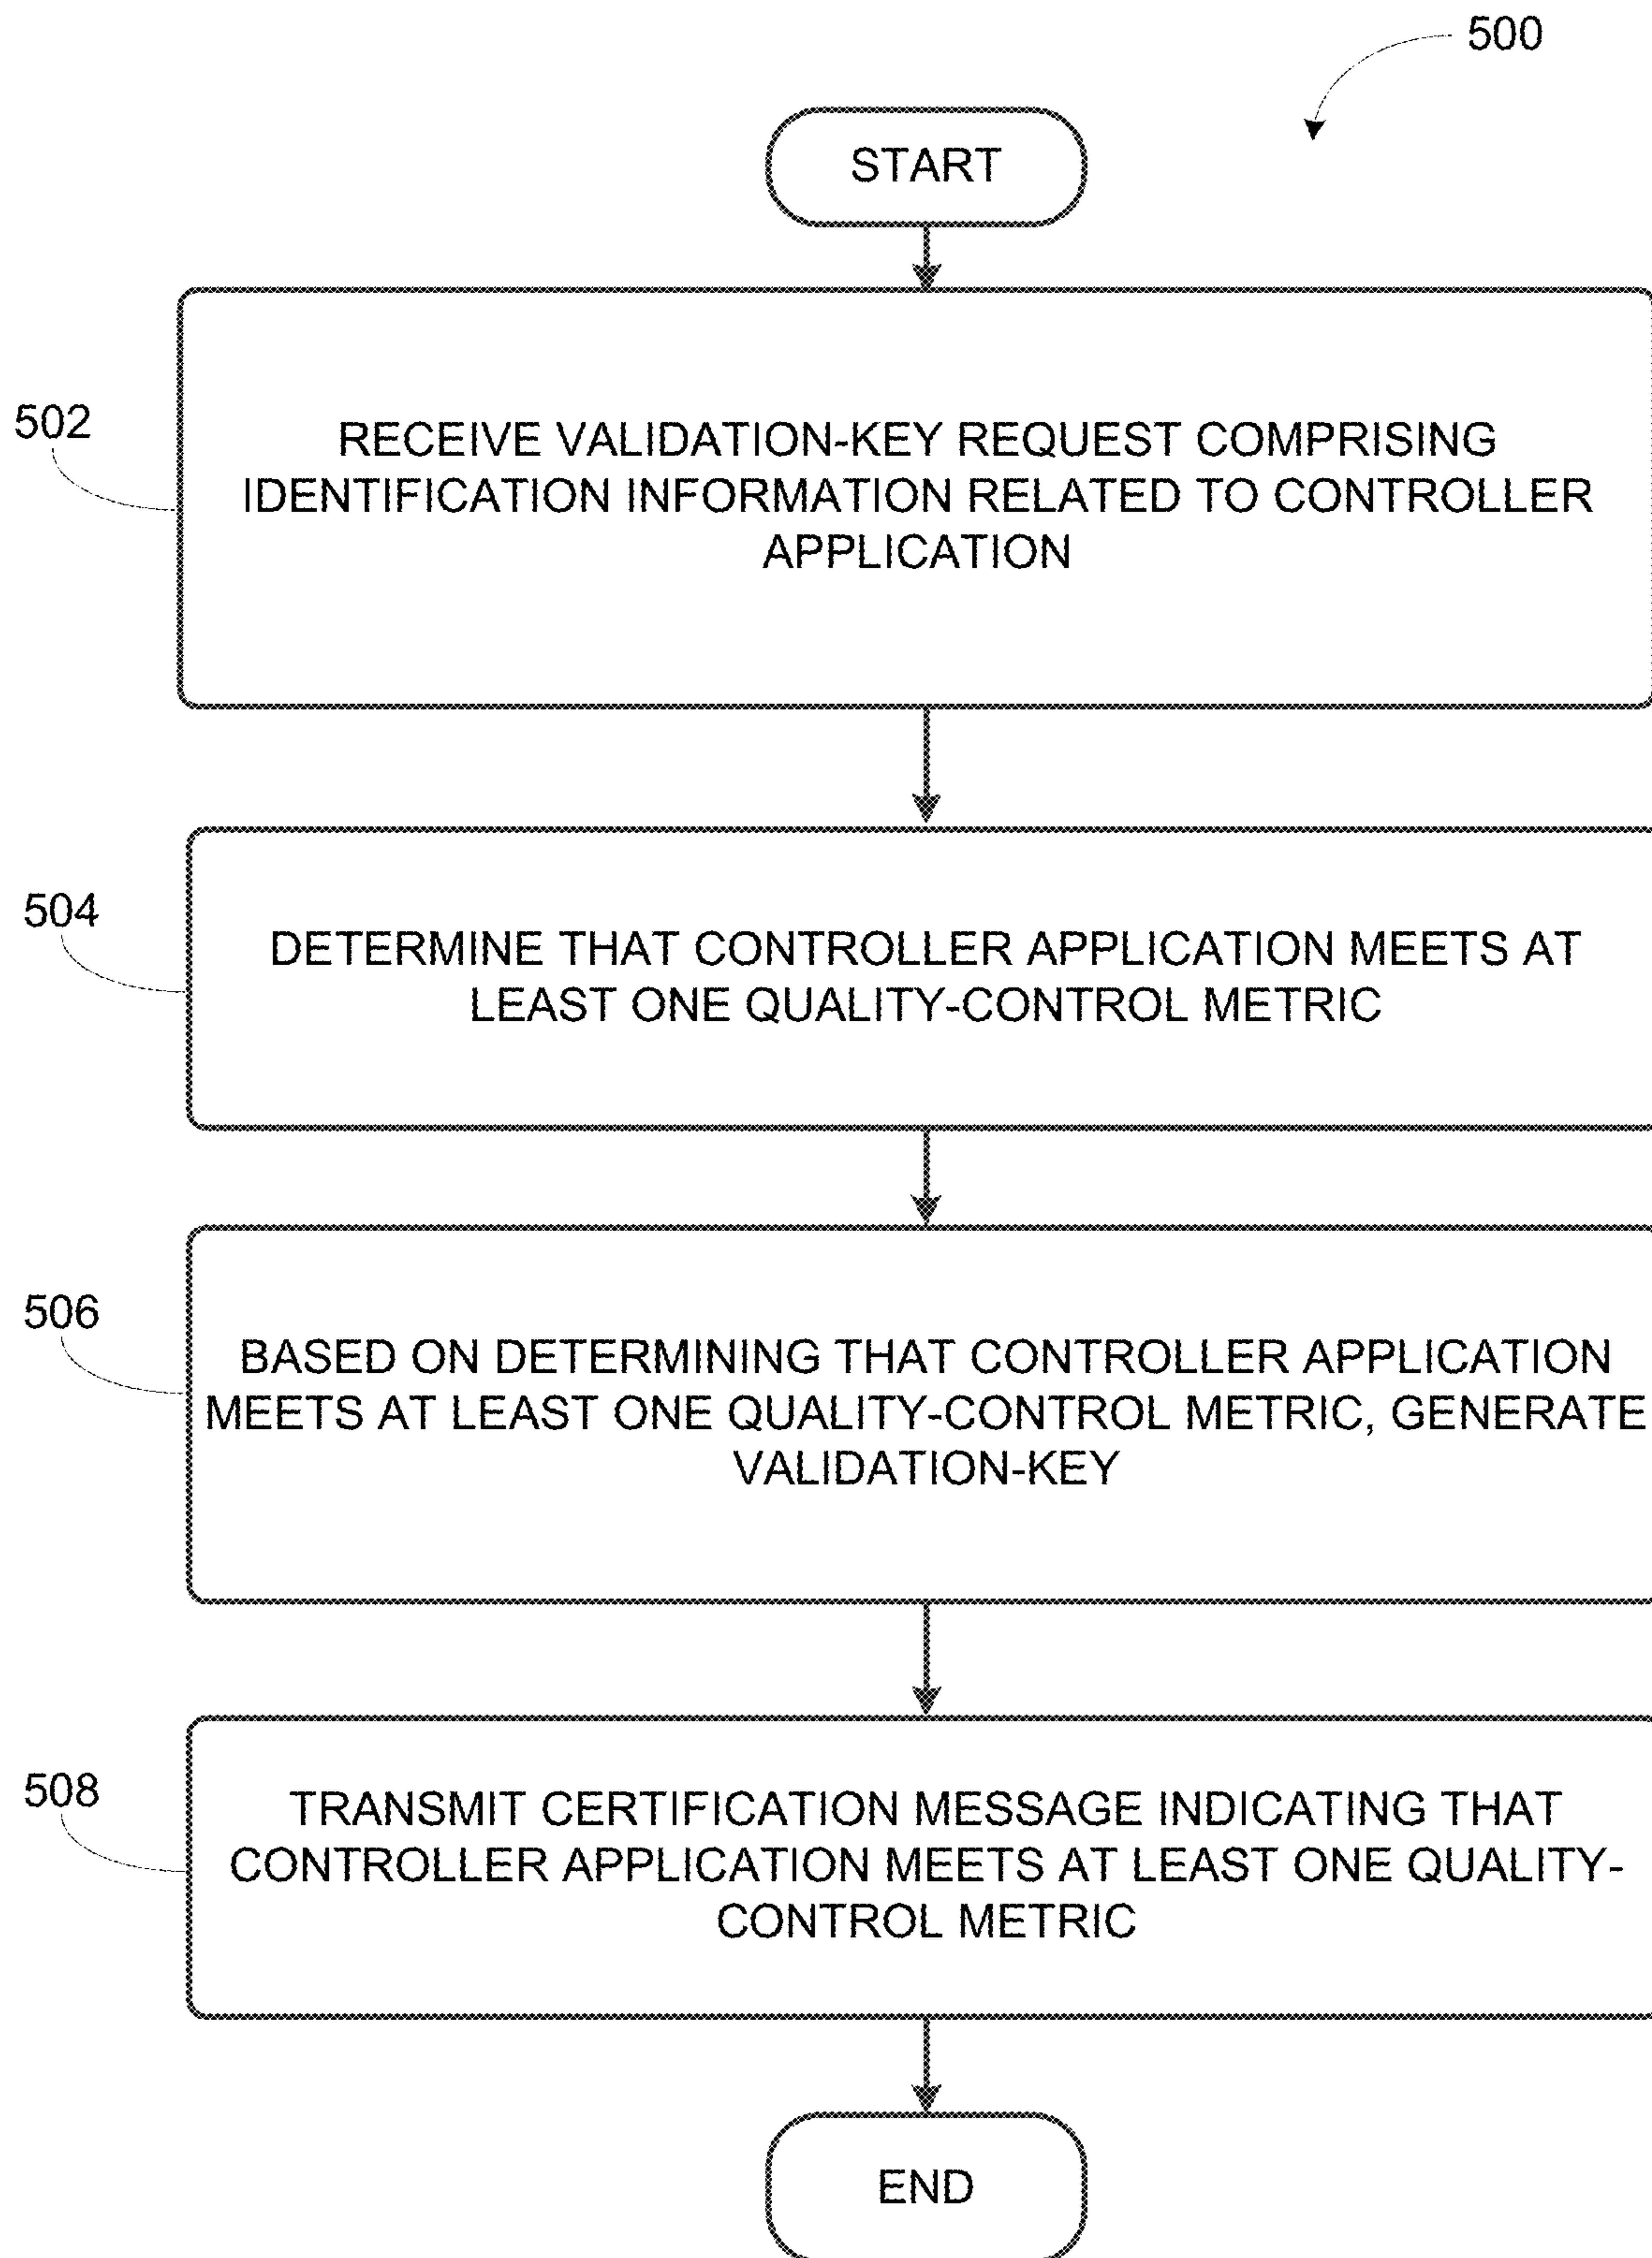 500
START
502
RECEIVE VALIDATION-KEY REQUEST COMPRISING
IDENTIFICATION INFORMATION RELATED TO CONTROLLER
APPLICATION
504
DETERMINE THAT CONTROLLER APPLICATION MEETS AT
LEAST ONE QUALITY-CONTROL METRIC
506
BASED ON DETERMINING THAT CONTROLLER APPLICATION
MEETS AT LEAST ONE QUALITY-CONTROL METRIC, GENERATE
VALIDATION-KEY
508
TRANSMIT CERTIFICATION MESSAGE INDICATING THAT
CONTROLLER APPLICATION MEETS AT LEAST ONE QUALITY-
CONTROL METRIC
END